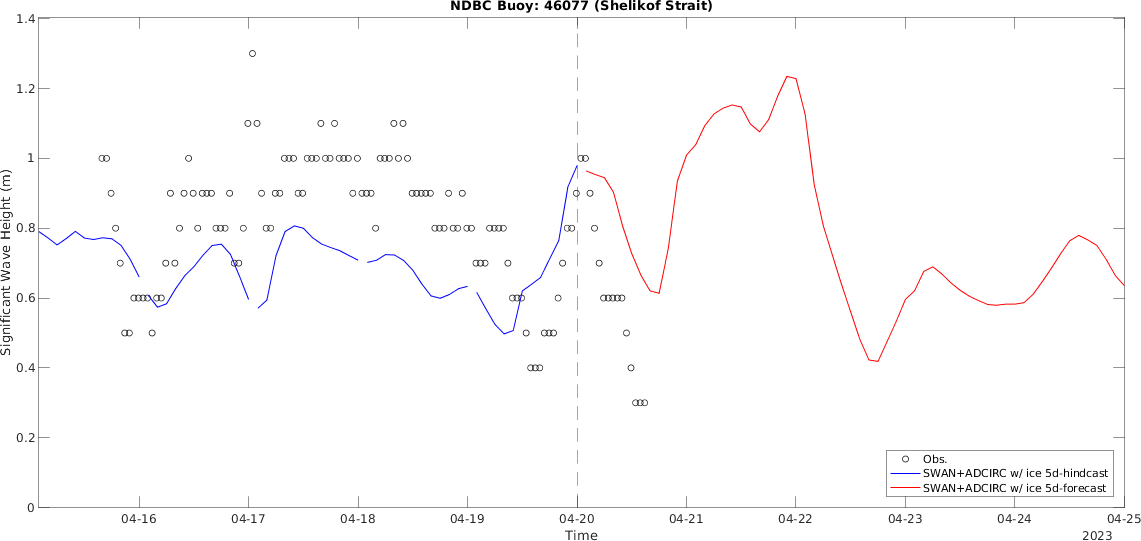 NDBC Buoy: 46077 (Shelikof Strait)
1.4
1.2
1
0.8
0.6
0.4
0.2
0
Significant Wave Height (m)
Obs.
SWAN+ADCIRC w/ ice 5d-hindcast
SWAN+ADCIRC w/ ice 5d-forecast
04-16 04-17 04-18 04-19 04-20 04-21 04-22 04-23 04-24 04-25
Time
2023